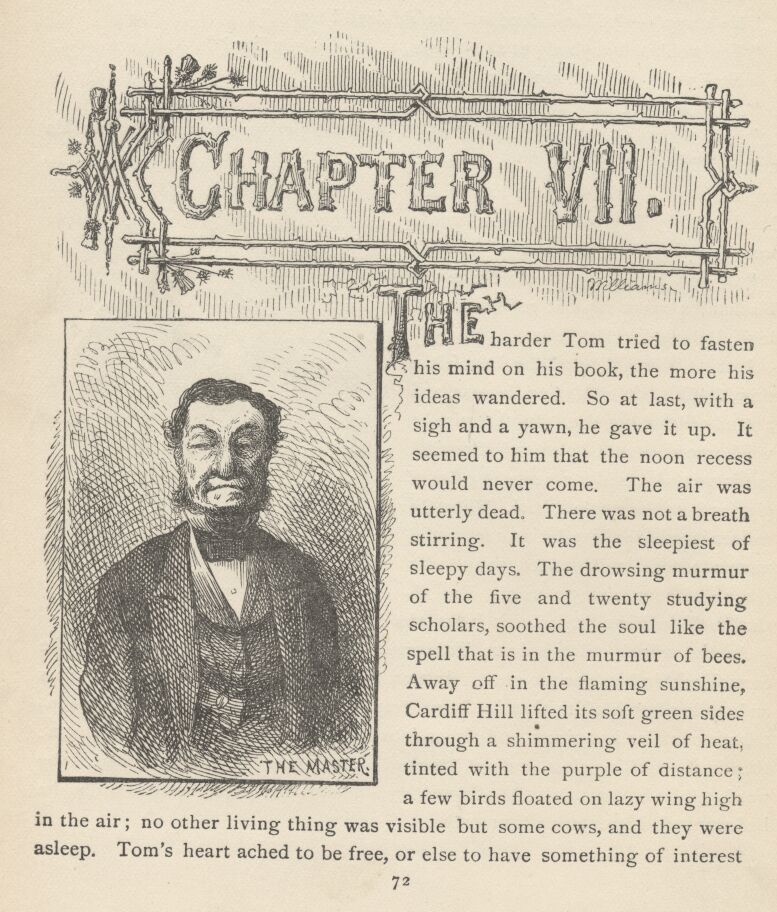 CHAPTER VII.
Williams
THE harder Tom tried to fasten
his mind on his book, the more his
ideas wandered. So at last, with a
sigh and a yawn, he gave it up. It
seemed to him that the noon recess
would never come. The air was
utterly dead. There was not a breath
stirring. It was the sleepiest of
sleepy days. The drowsing murmur
of the five and twenty studying
scholars, soothed the soul like the
spell that is in the murmur of bees.
Away off in the flaming sunshine,
Cardiff Hill lifted its soft green sides
through a shimmering veil of heat,
tinted with the purple of distance;
a few birds floated on lazy wing high
THE MASTER.
in the air; no other living thing was visible but some cows, and they were
asleep. Tom's heart ached to be free, or else to have something of interest
72